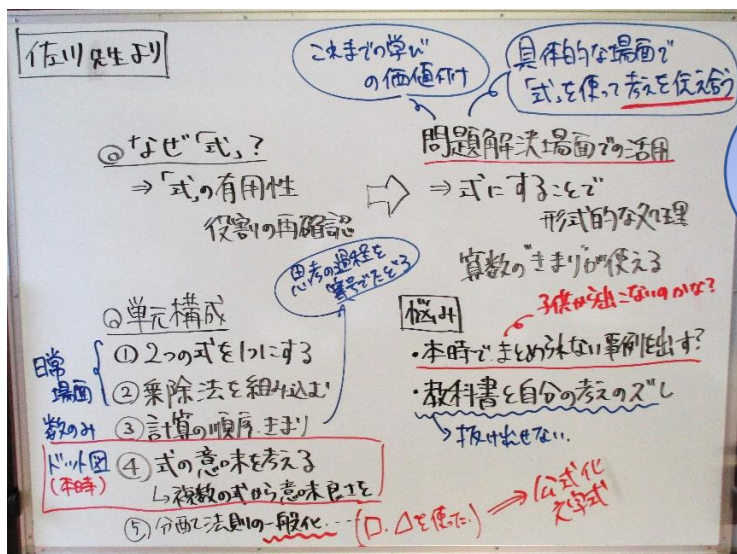 佐川先生より
これまでの学び
の価値付け
具体的な場面で
「式」を使って考えを伝え合う
◎なぜ「式」?
⇒「式」の有用性
役割の再確認
問題解決場面での活用
⇒式にすることで
形式的な処理
算数の"きまり"が使える
思考の過程を
算号でたどる
◎単元構成
日常
場面
①2つの式を1つにする
②乗除法を組み込む
数のみ
③計算の順序.きまり
ドット図
(本時)
④式の意味を考える
↳複数の式から意味良さを
⑤分配法則の一般化…(□.△を使った.)
⇒公式化
文字式
悩み
子供から出こないのかな?
・本時でまとめられない事例を出す?
・教科書と自分の考えのズレ
→抜け出せない.